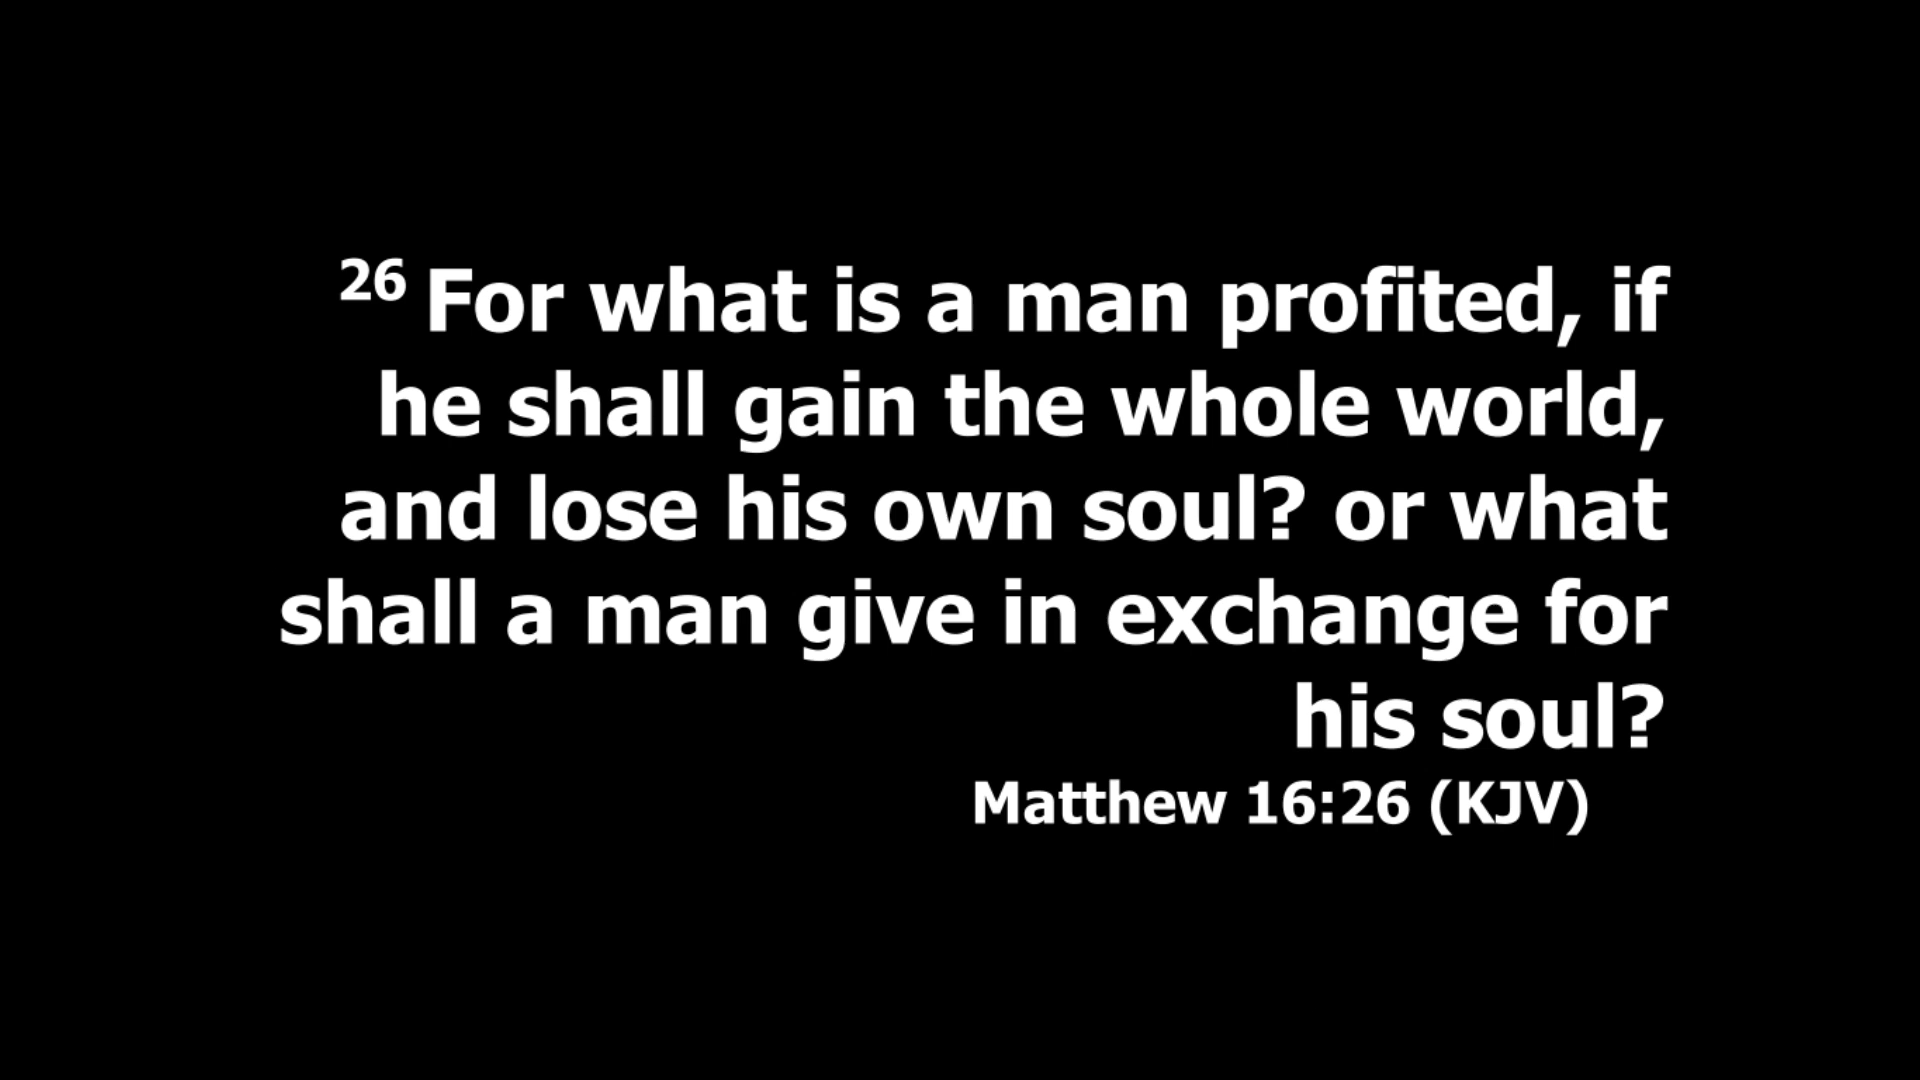 26 For what is a man profited, if
he shall gain the whole world,
and lose his own soul? or what
shall a man give in exchange for
his soul?
Matthew 16:26 (KJV)